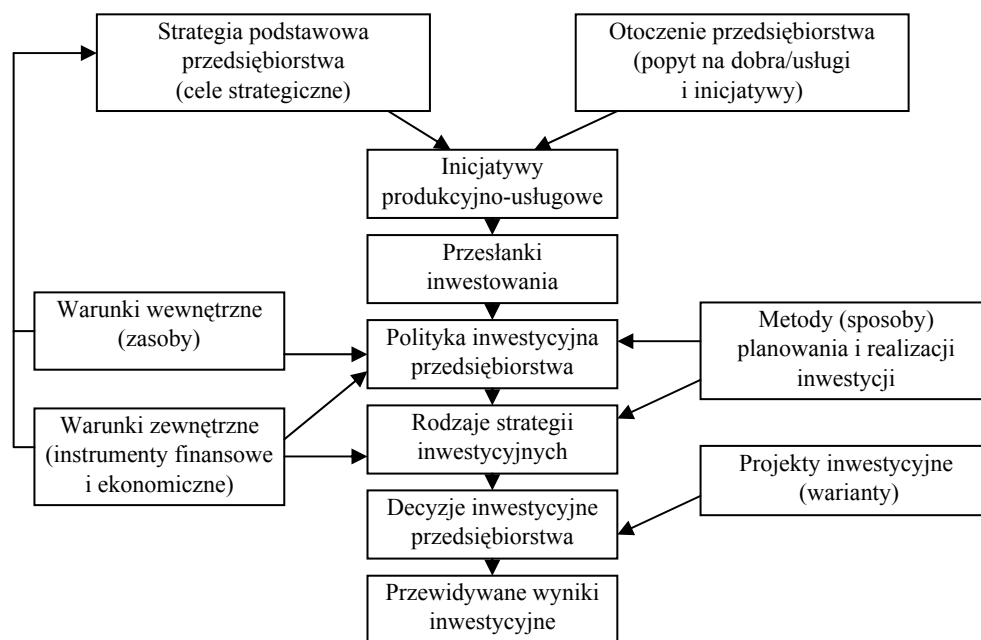 Strategia podstawowa
przedsiębiorstwa
(cele strategiczne)
Otoczenie przedsiębiorstwa
(popyt na dobra/usługi
i inicjatywy)
Inicjatywy
produkcyjno-usługowe
Przesłanki
inwestowania
Warunki wewnętrzne
(zasoby)
Polityka inwestycyjna
przedsiębiorstwa
Metody (sposoby)
planowania i realizacji
inwestycji
Warunki zewnętrzne
(instrumenty finansowe
i ekonomiczne)
Rodzaje strategii
inwestycyjnych
Projekty inwestycyjne
(warianty)
Decyzje inwestycyjne
przedsiębiorstwa
Przewidywane wyniki
inwestycyjne